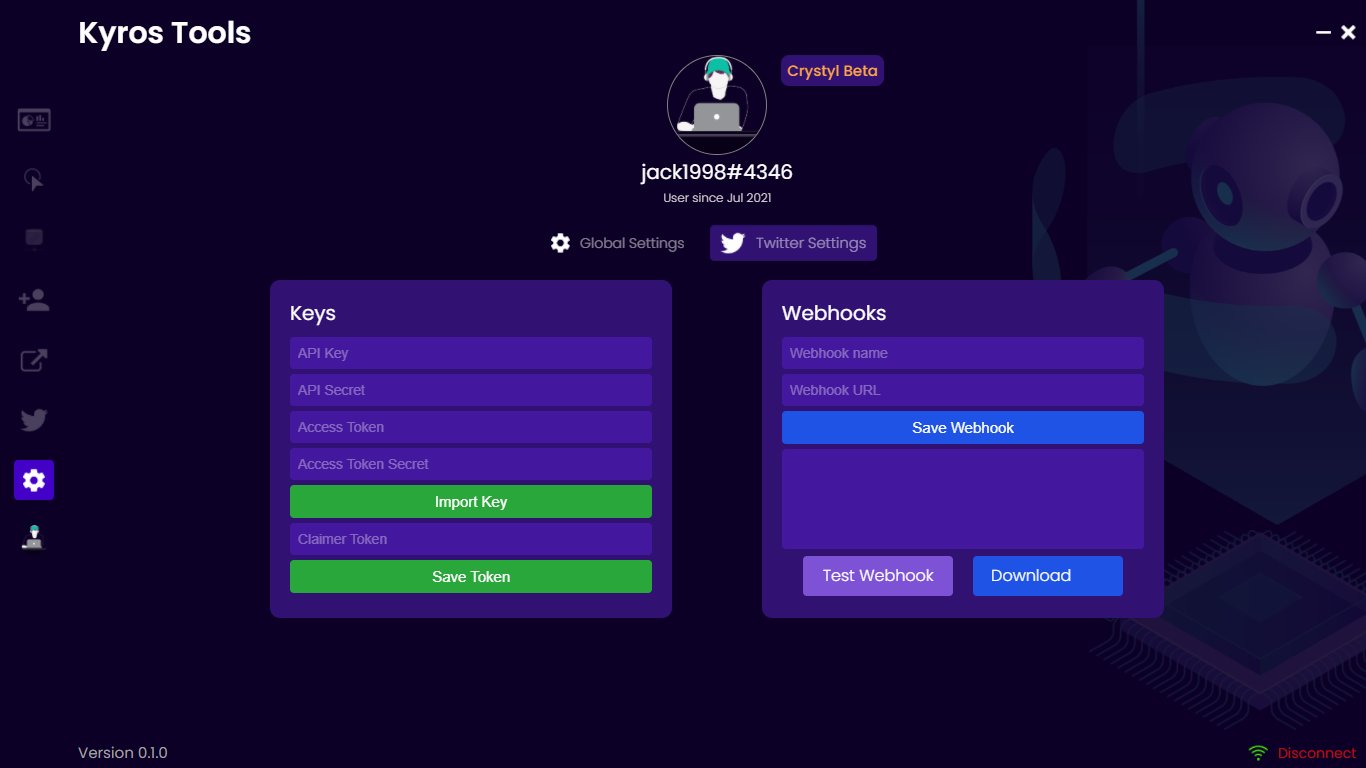 Kyros Tools
Crystyl Beta
jack1998#4346
User since Jul 2021
Global Settings
Twitter Settings
Keys
API Key
API Secret
Access Token
Access Token Secret
Import Key
Claimer Token
Save Token
Webhooks
Webhook name
Webhook URL
Save Webhook
Test Webhook
Download
Version 0.1.0
Disconnect